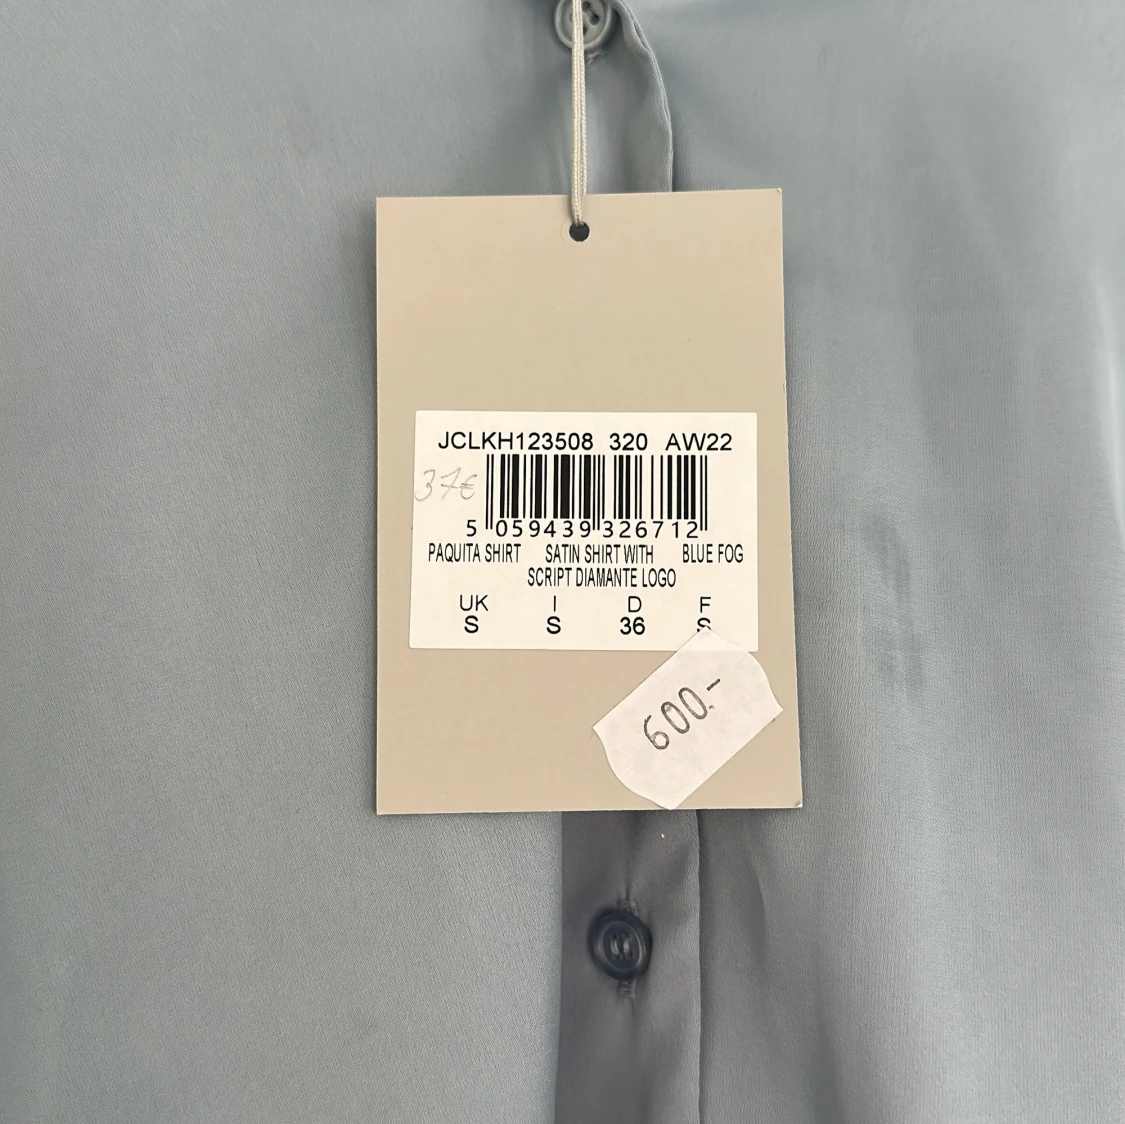 JCLKH123508 320 AW22
37€
5 059439 326712
PAQUITA SHIRT SATIN SHIRT WITH BLUE FOG
SCRIPT DIAMANTE LOGO
UK I D F
S S 36 S
600.-